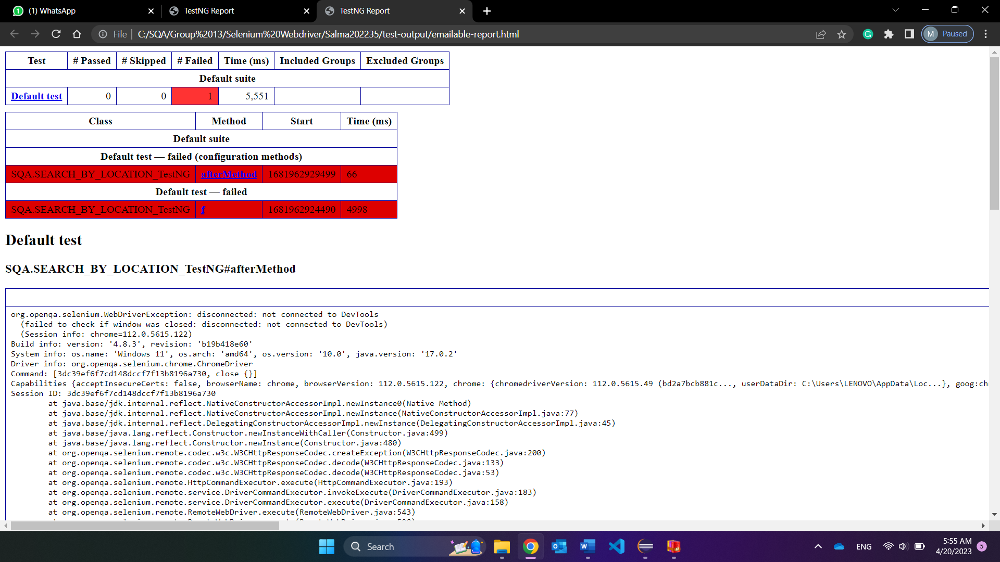 (1) WhatsApp
TestNG Report
TestNG Report
File
C:/SQA/Group%2013/Selenium%20Webdriver/Salma202235/test-output/emailable-report.html
M Paused
Test # Passed # Skipped # Failed Time (ms) Included Groups Excluded Groups
Default suite
Default test 0 0 1 5,551
Class Method Start Time (ms)
Default suite
Default test — failed (configuration methods)
SQA.SEARCH_BY_LOCATION_TestNG afterMethod 1681962929499 66
Default test — failed
SQA.SEARCH_BY_LOCATION_TestNG f 1681962924490 4998
Default test
SQA.SEARCH_BY_LOCATION_TestNG#afterMethod
org.openqa.selenium.WebDriverException: disconnected: not connected to DevTools
(failed to check if window was closed: disconnected: not connected to DevTools)
(Session info: chrome=112.0.5615.122)
Build info: version: '4.8.3', revision: 'b19b418e60'
System info: os.name: 'Windows 11', os.arch: 'amd64', os.version: '10.0', java.version: '17.0.2'
Driver info: org.openqa.selenium.chrome.ChromeDriver
Command: [3dc39ef6f7cd148dccf7f13b8196a730, close {}]
Capabilities {acceptInsecureCerts: false, browserName: chrome, browserVersion: 112.0.5615.122, chrome: {chromedriverVersion: 112.0.5615.49 (bd2a7bcb881c..., userDataDir: C:\Users\LENOVO\AppData\Loc...}, goog:ch
Session ID: 3dc39ef6f7cd148dccf7f13b8196a730
at java.base/jdk.internal.reflect.NativeConstructorAccessorImpl.newInstance0(Native Method)
at java.base/jdk.internal.reflect.NativeConstructorAccessorImpl.newInstance(NativeConstructorAccessorImpl.java:77)
at java.base/jdk.internal.reflect.DelegatingConstructorAccessorImpl.newInstance(DelegatingConstructorAccessorImpl.java:45)
at java.base/java.lang.reflect.Constructor.newInstanceWithCaller(Constructor.java:499)
at java.base/java.lang.reflect.Constructor.newInstance(Constructor.java:480)
at org.openqa.selenium.remote.codec.w3c.W3CHttpResponseCodec.createException(W3CHttpResponseCodec.java:200)
at org.openqa.selenium.remote.codec.w3c.W3CHttpResponseCodec.decode(W3CHttpResponseCodec.java:133)
at org.openqa.selenium.remote.codec.w3c.W3CHttpResponseCodec.decode(W3CHttpResponseCodec.java:53)
at org.openqa.selenium.remote.HttpCommandExecutor.execute(HttpCommandExecutor.java:193)
at org.openqa.selenium.remote.service.DriverCommandExecutor.invokeExecute(DriverCommandExecutor.java:183)
at org.openqa.selenium.remote.service.DriverCommandExecutor.execute(DriverCommandExecutor.java:158)
at org.openqa.selenium.remote.RemoteWebDriver.execute(RemoteWebDriver.java:543)
Search
ENG
5:55 AM
4/20/2023
5